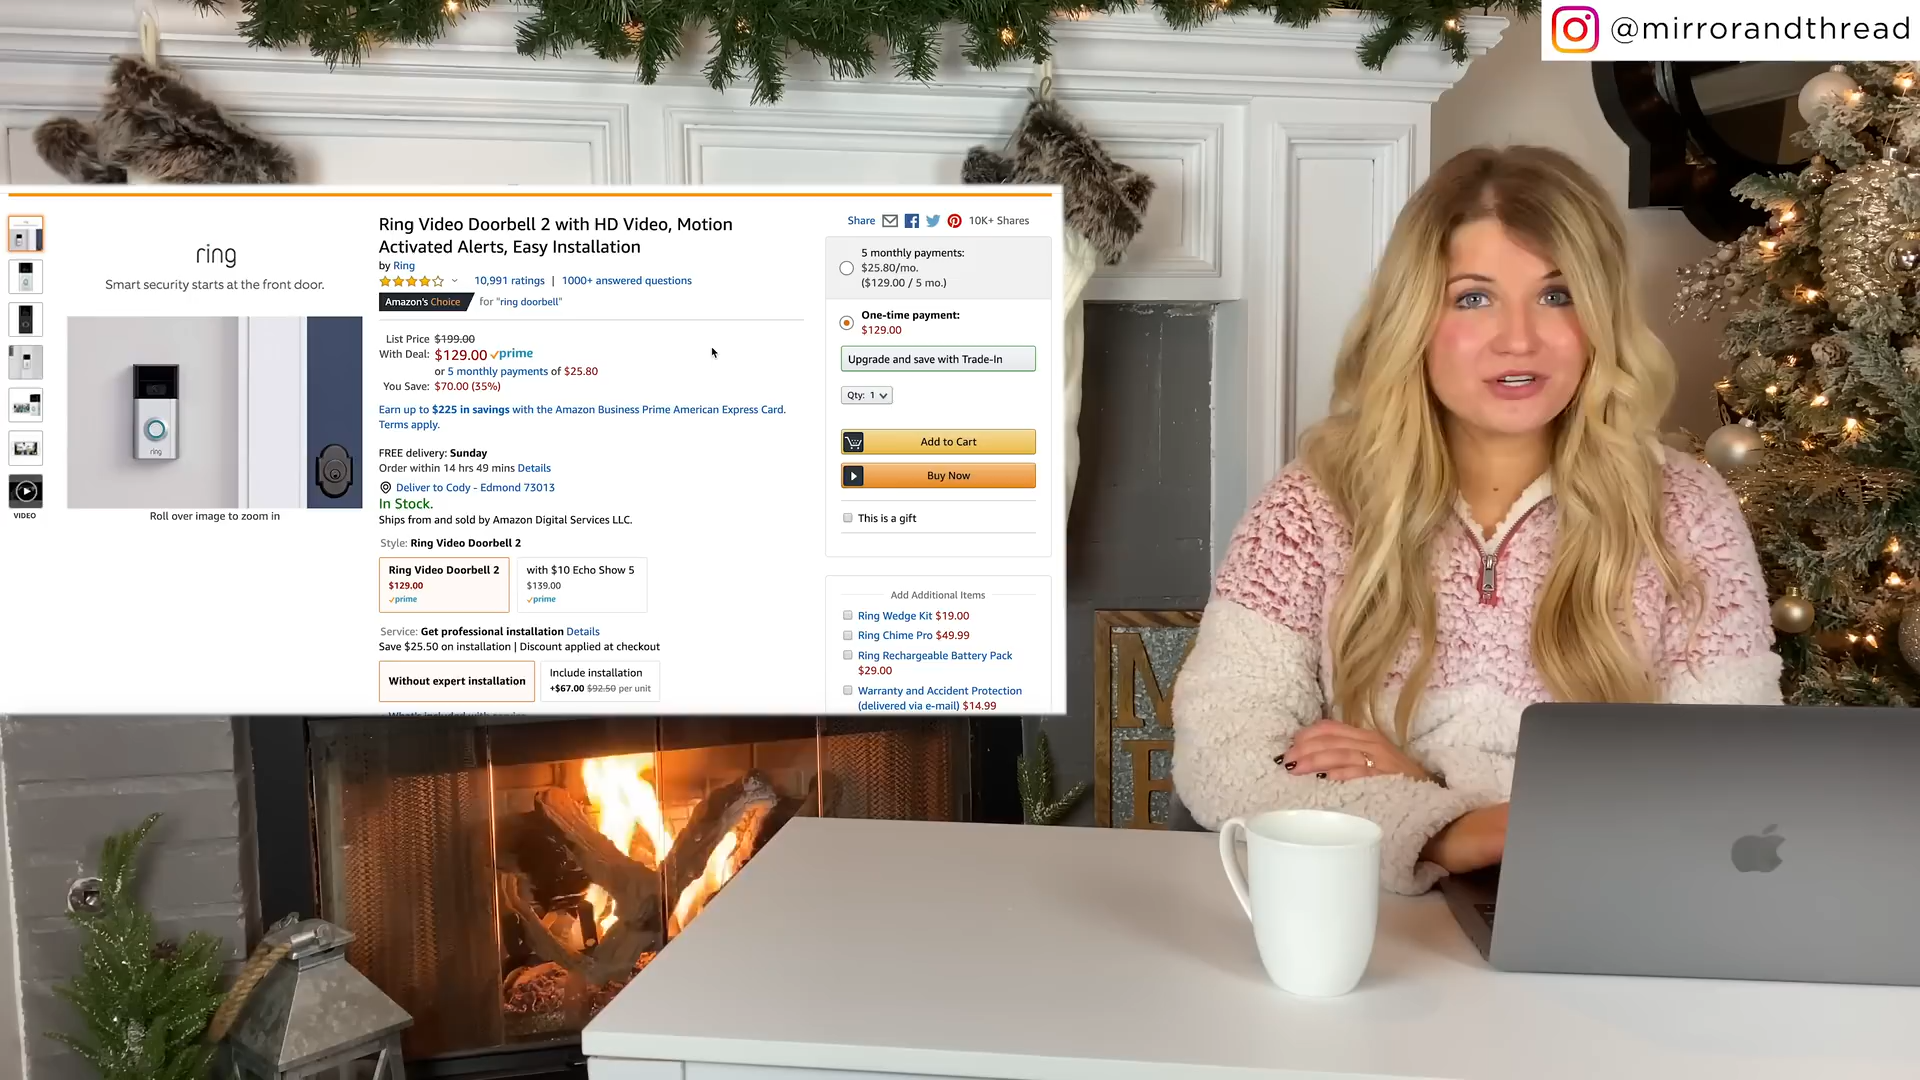 @mirrorandthread
ring
Smart security starts at the front door.
ring
Roll over image to zoom in
VIDEO
Ring Video Doorbell 2 with HD Video, Motion
Activated Alerts, Easy Installation
by Ring
10,991 ratings | 1000+ answered questions
Amazon's Choice for "ring doorbell"
List Price $199.00
With Deal: $129.00 prime
or 5 monthly payments of $25.80
You Save: $70.00 (35%)
Earn up to $225 in savings with the Amazon Business Prime American Express Card.
Terms apply.
FREE delivery: Sunday
Order within 14 hrs 49 mins Details
Deliver to Cody - Edmond 73013
In Stock.
Ships from and sold by Amazon Digital Services LLC.
Style: Ring Video Doorbell 2
Ring Video Doorbell 2
$129.00
prime
with $10 Echo Show 5
$139.00
prime
Service: Get professional installation Details
Save $25.50 on installation | Discount applied at checkout
Without expert installation
Include installation
+$67.00 $92.50 per unit
Share 10K+ Shares
5 monthly payments:
$25.80/mo.
($129.00 / 5 mo.)
One-time payment:
$129.00
Upgrade and save with Trade-In
Qty: 1
Add to Cart
Buy Now
This is a gift
Add Additional Items
Ring Wedge Kit $19.00
Ring Chime Pro $49.99
Ring Rechargeable Battery Pack
$29.00
Warranty and Accident Protection
(delivered via e-mail) $14.99